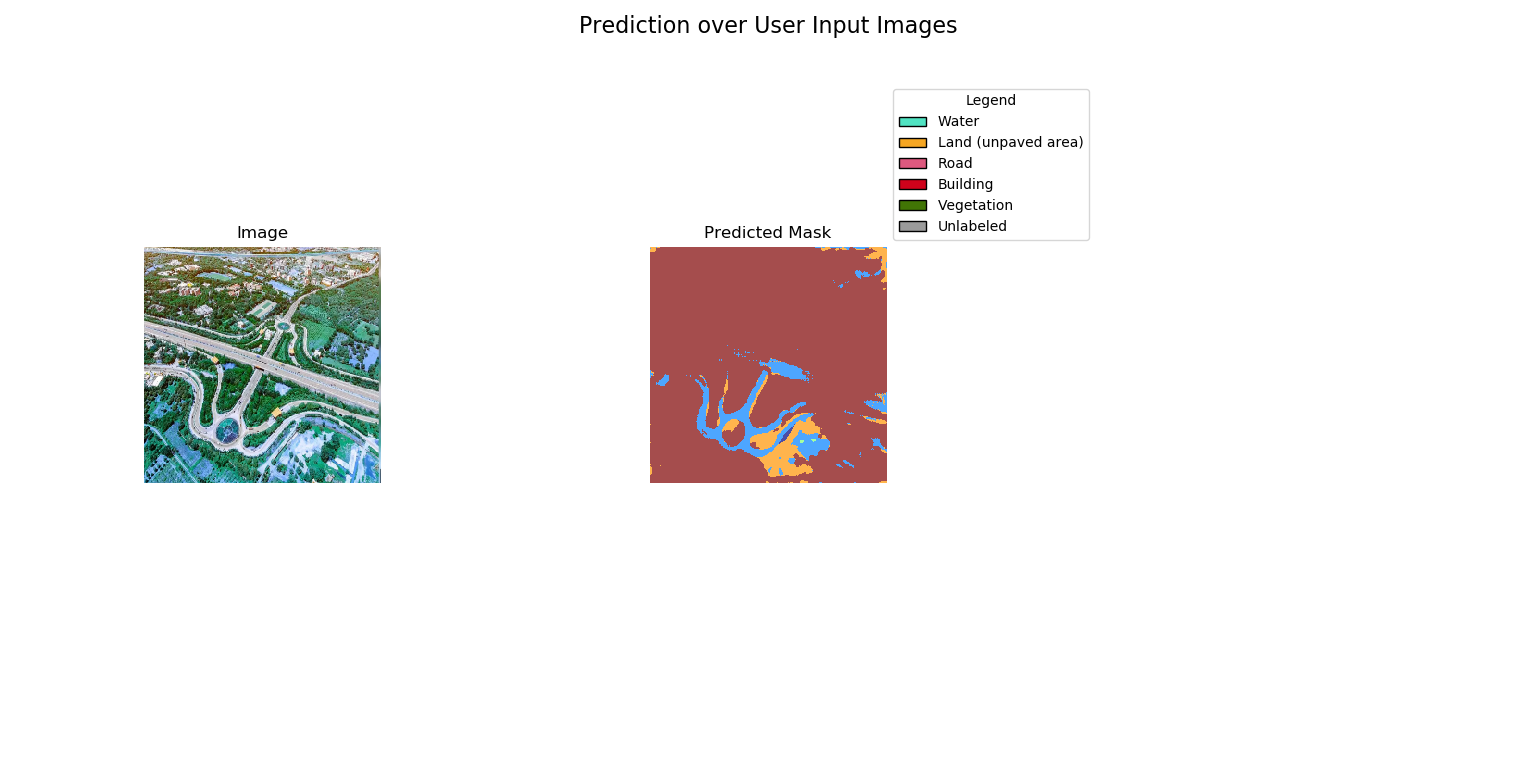 Prediction over User Input Images
Legend
Water
Land (unpaved area)
Road
Building
Vegetation
Unlabeled
Image
Predicted Mask